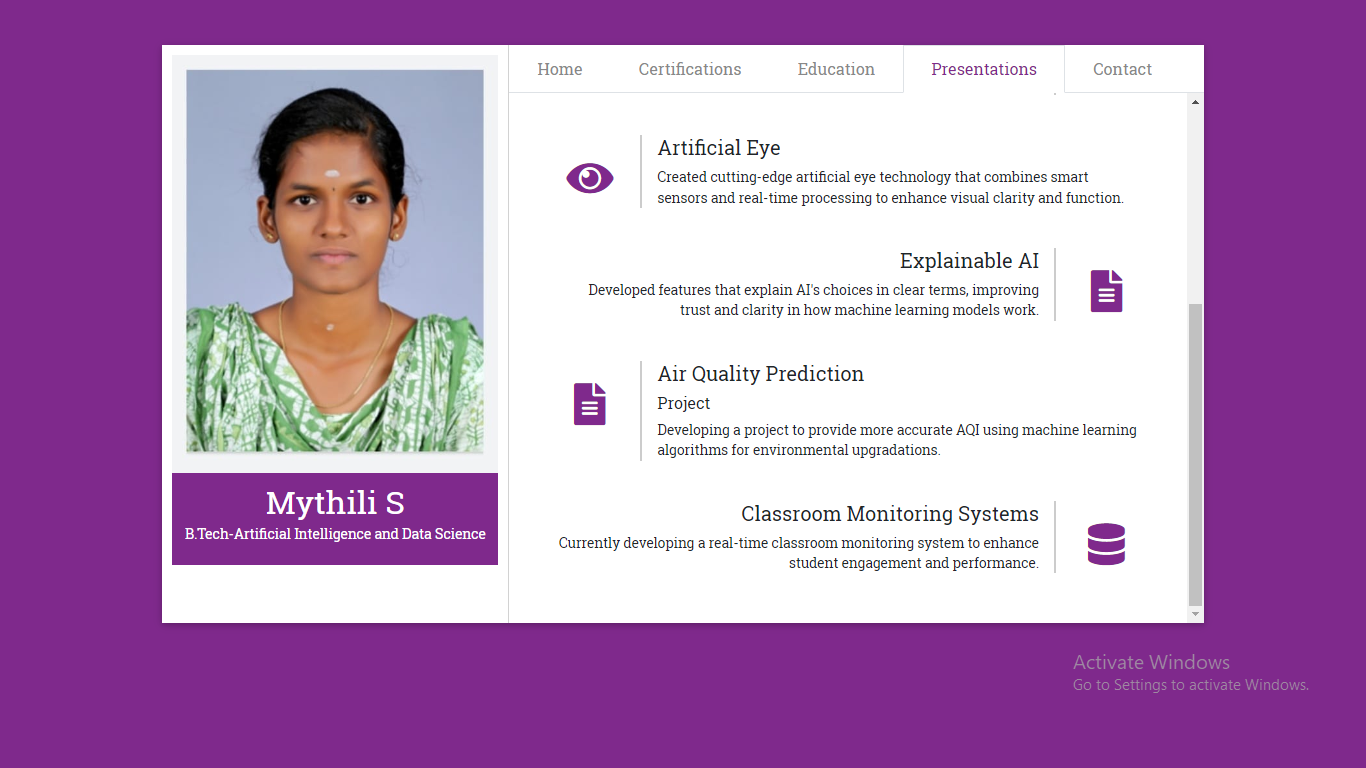 Home
Certifications
Education
Presentations
Contact
Artificial Eye
Created cutting-edge artificial eye technology that combines smart
sensors and real-time processing to enhance visual clarity and function.
Explainable AI
Developed features that explain AI's choices in clear terms, improving
trust and clarity in how machine learning models work.
Air Quality Prediction
Project
Developing a project to provide more accurate AQI using machine learning
algorithms for environmental upgradations.
Classroom Monitoring Systems
Currently developing a real-time classroom monitoring system to enhance
student engagement and performance.
Mythili S
B.Tech-Artificial Intelligence and Data Science
Activate Windows
Go to Settings to activate Windows.